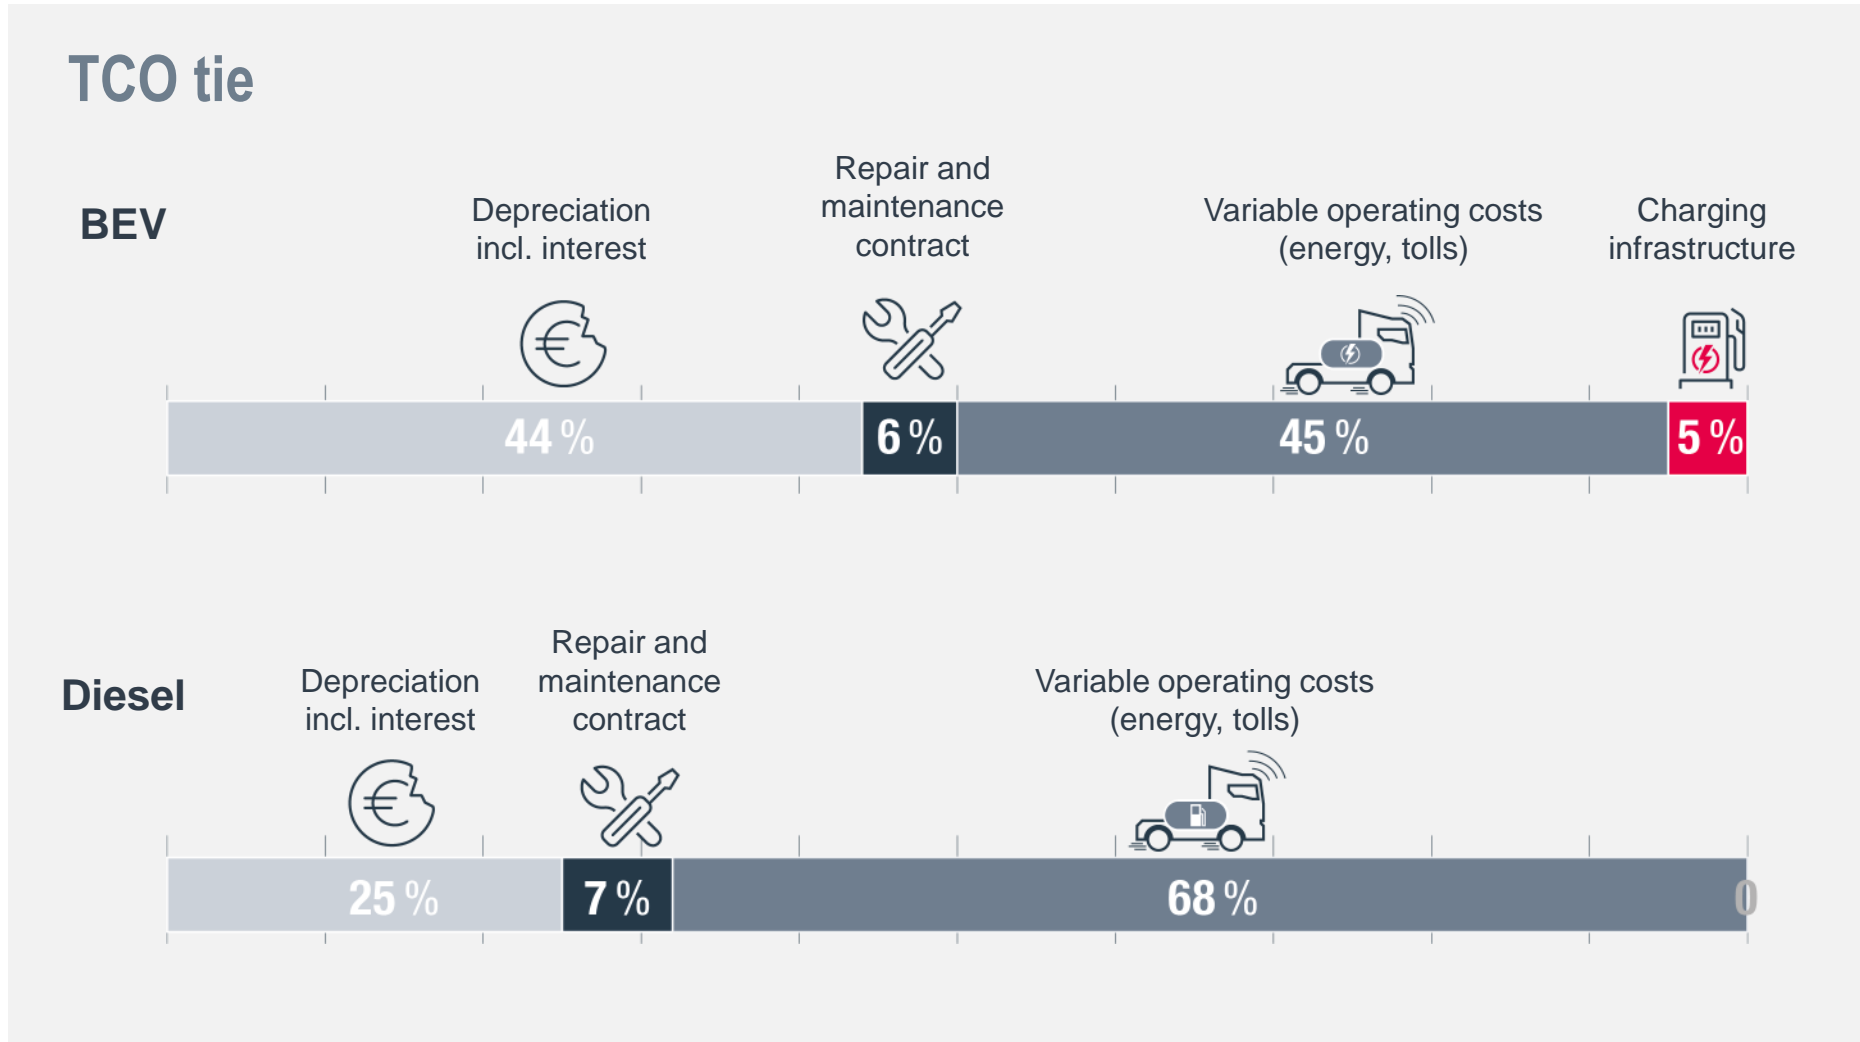 TCO tie
BEV
Depreciation
incl. interest
Repair and
maintenance
contract
Variable operating costs
(energy, tolls)
Charging
infrastructure
44 %
6 %
45 %
5 %
Diesel
Depreciation
incl. interest
Repair and
maintenance
contract
Variable operating costs
(energy, tolls)
25 %
7 %
68 %
0